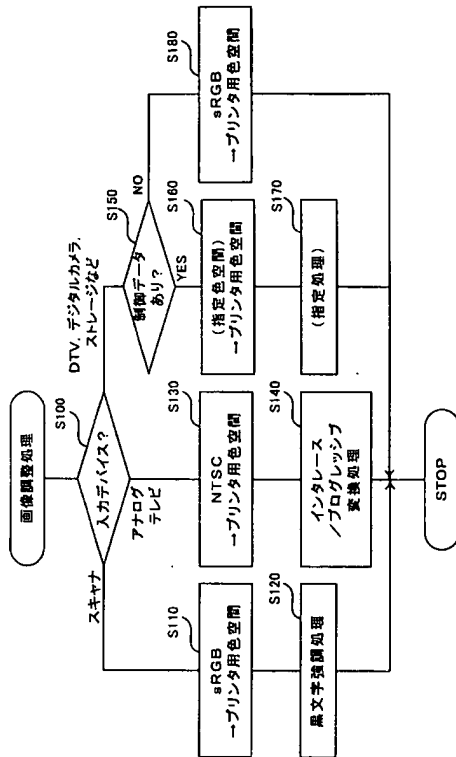 画像調整処理
S100
入力デバイス?
スキャナ
アナログ
テレビ
DTV、デジタルカメラ、
ストレージなど
S110
sRGB
→プリンタ用色空間
S120
黒文字強調処理
S130
NTSC
→プリンタ用色空間
S140
インタレース
/プログレッシブ
変換処理
S150
制御データ
あり?
YES
NO
S160
(指定色空間)
→プリンタ用色空間
S170
(指定処理)
S180
sRGB
→プリンタ用色空間
STOP